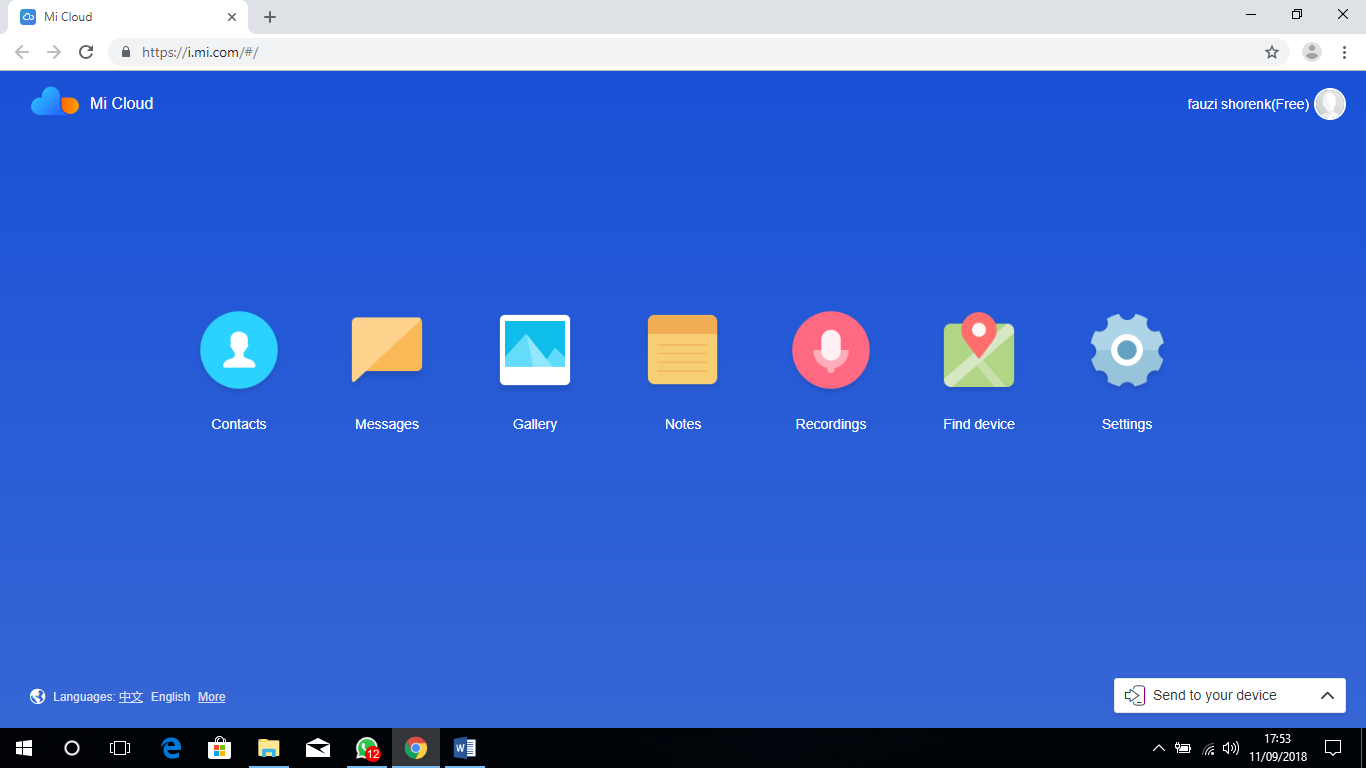 Mi Cloud
https://i.mi.com/#/
Mi Cloud
fauzi shorenk(Free)
Contacts Messages Gallery Notes Recordings Find device Settings
Languages: 中文 English More
Send to your device
12
17:53
11/09/2018